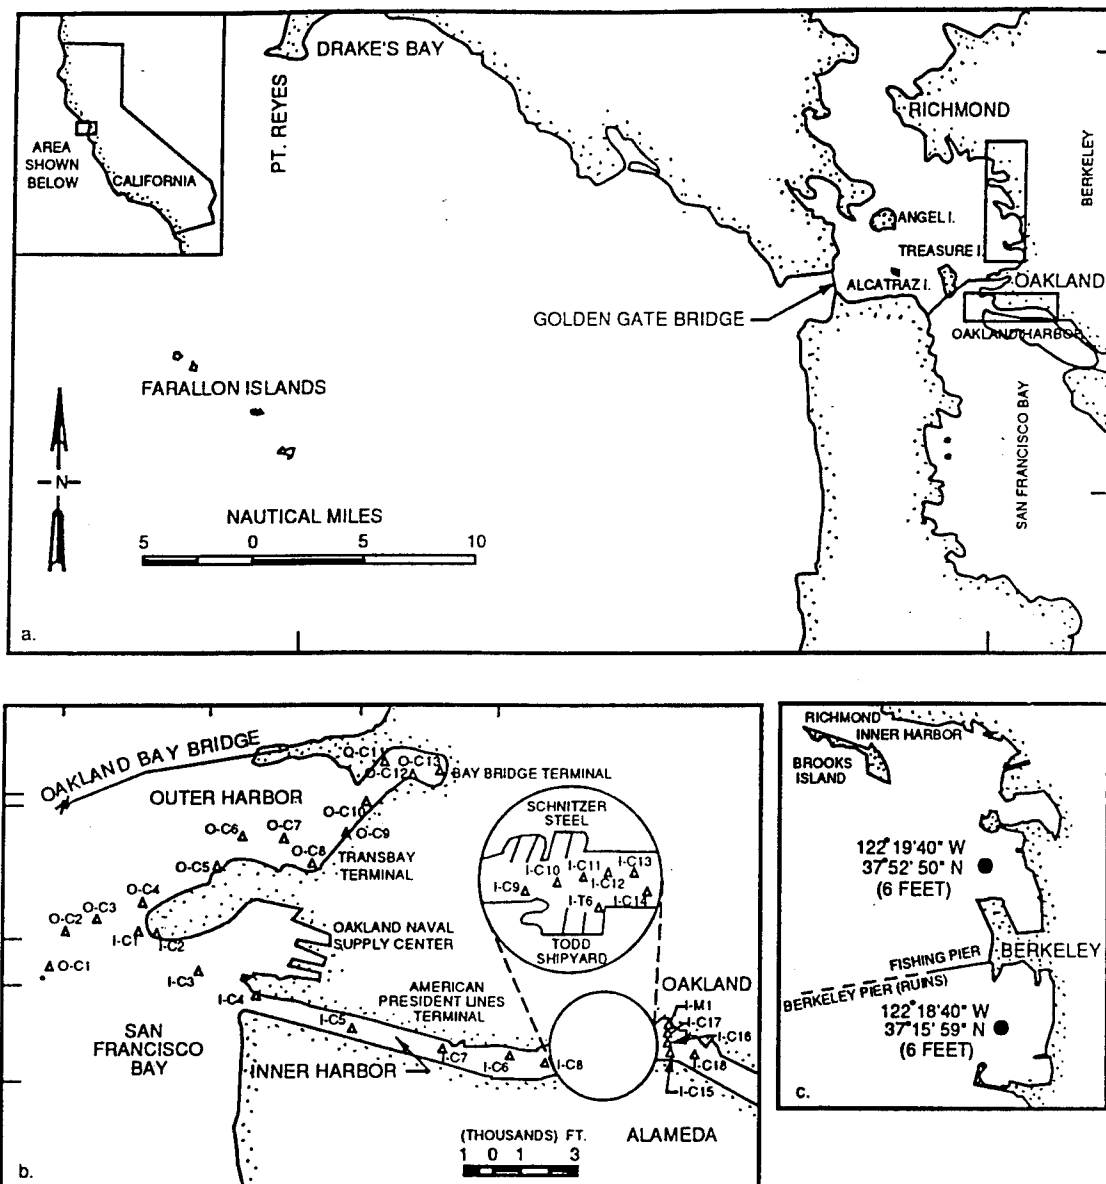 DRAKE'S BAY
PT. REYES
RICHMOND
BERKELEY
AREA
SHOWN
BELOW
CALIFORNIA
ANGEL I.
TREASURE I.
ALCATRAZ I.
OAKLAND
GOLDEN GATE BRIDGE
OAKLAND HARBOR
FARALLON ISLANDS
SAN FRANCISCO BAY
N
NAUTICAL MILES
5 0 5 10
a.
OAKLAND BAY BRIDGE
OUTER HARBOR
O-C11
O-C13
O-C12
BAY BRIDGE TERMINAL
O-C10
O-C9
O-C6
O-C7
O-C8
TRANSBAY
TERMINAL
O-C5
O-C4
O-C3
O-C2
O-C1
I-C1
I-C2
I-C3
I-C4
OAKLAND NAVAL
SUPPLY CENTER
SCHNITZER
STEEL
I-C9
I-C10
I-C11
I-C12
I-C13
I-C14
I-T6
TODD
SHIPYARD
AMERICAN
PRESIDENT LINES
TERMINAL
I-C5
I-C7
I-C6
I-C8
OAKLAND
I-M1
I-C17
I-C16
I-C18
I-C15
SAN
FRANCISCO
BAY
INNER HARBOR
ALAMEDA
(THOUSANDS) FT.
1 0 1 3
b.
RICHMOND
INNER HARBOR
BROOKS
ISLAND
122° 19'40" W
37°52' 50" N
(6 FEET)
FISHING PIER
BERKELEY
BERKELEY PIER (RUINS)
122° 18'40" W
37°15' 59" N
(6 FEET)
c.